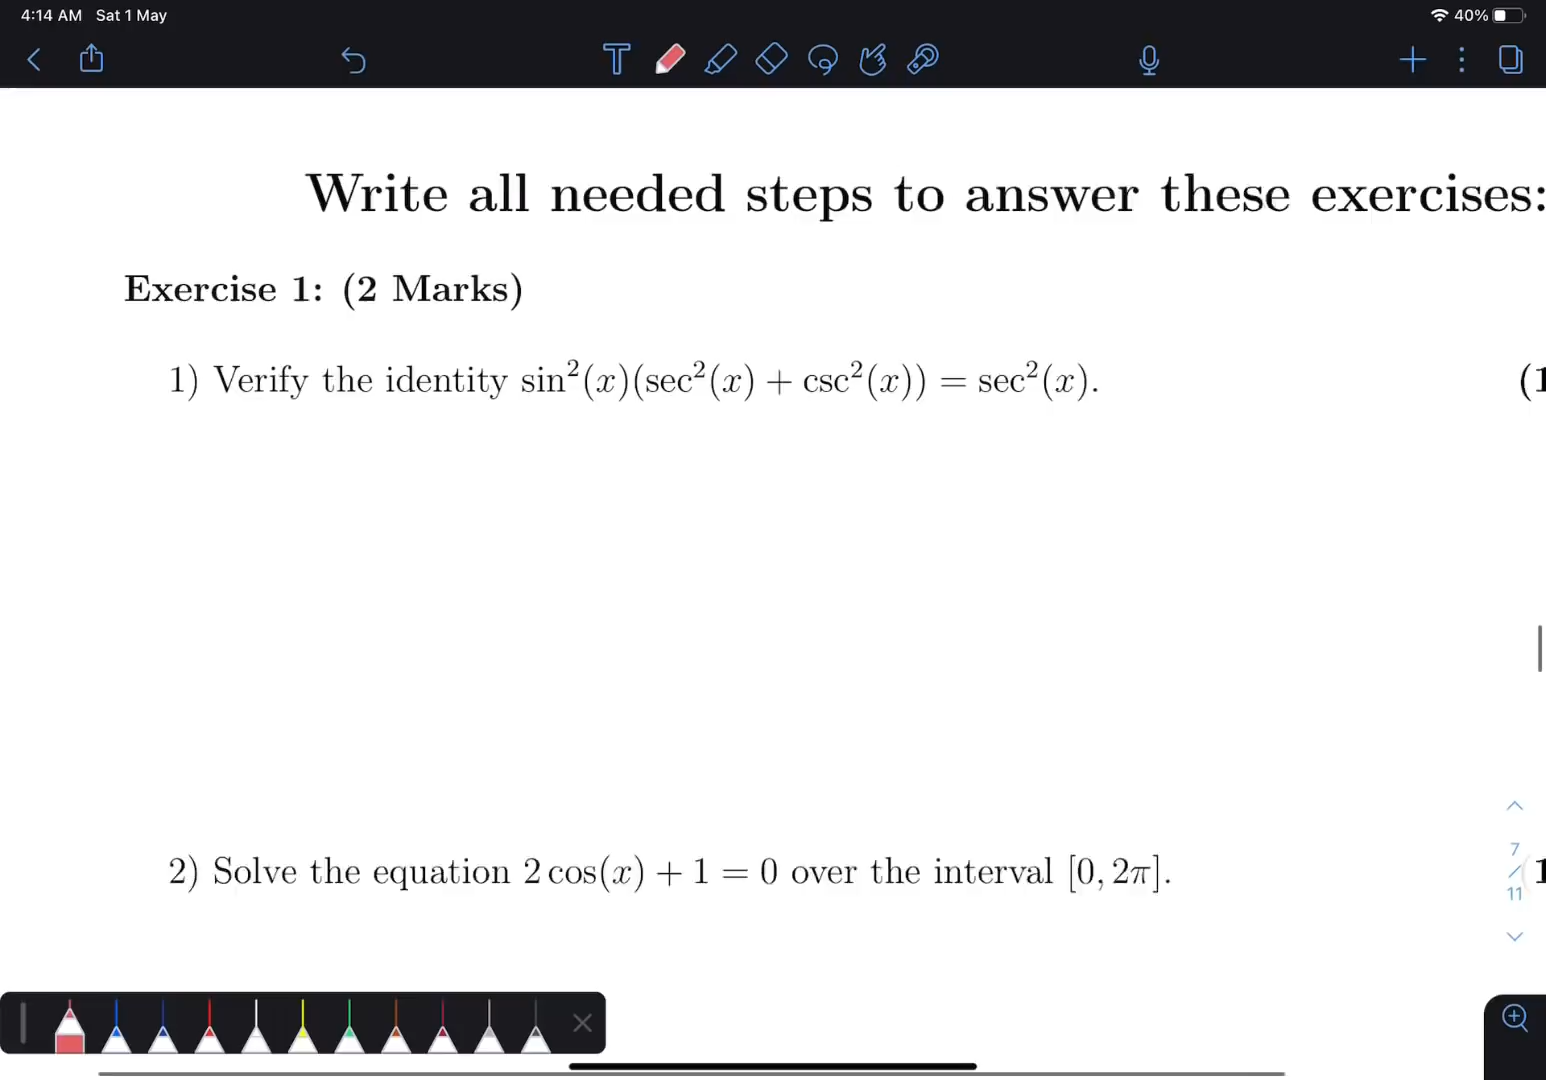 4:14 AM Sat 1 May 40%
Write all needed steps to answer these exercises:
Exercise 1: (2 Marks)
1) Verify the identity sin²(x)(sec²(x) + csc²(x)) = sec²(x). (1
2) Solve the equation 2 cos(x) + 1 = 0 over the interval [0, 2π]. (1
7
/
11